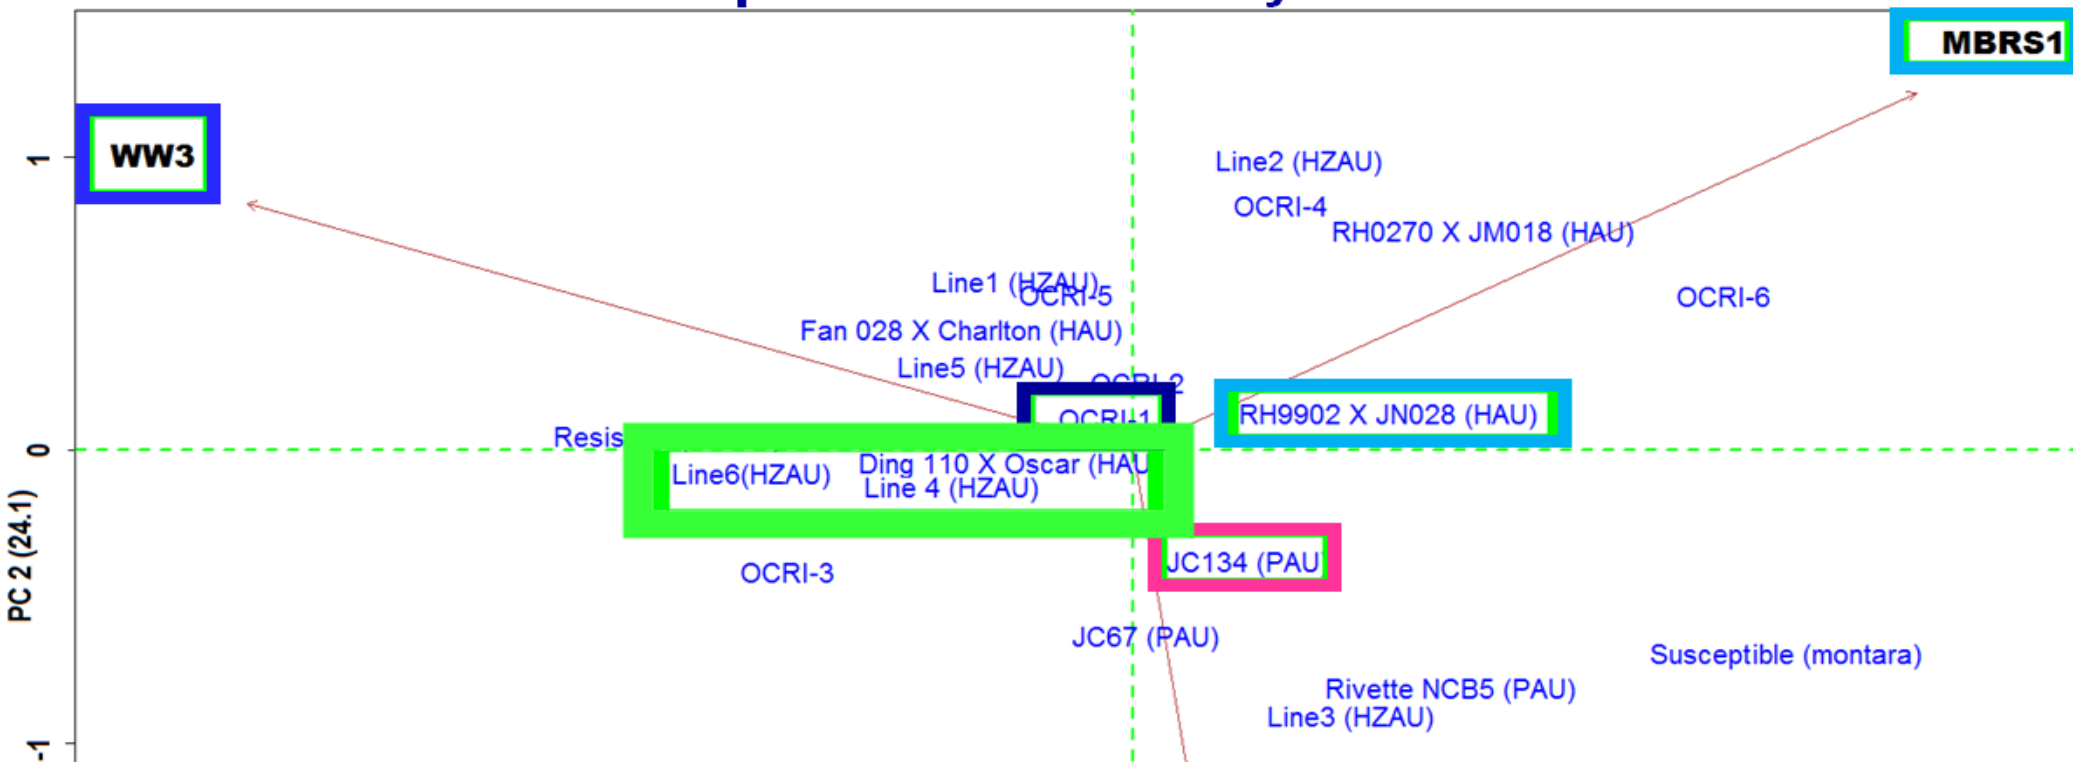 MBRS1
WW3
1
Line2 (HZAU)
OCRI-4
RH0270 X JM018 (HAU)
Line1 (HZAU)
OCRI-5
OCRI-6
Fan 028 X Charlton (HAU)
Line5 (HZAU)
OCRI-2
OCRI-1
RH9902 X JN028 (HAU)
Resis
0
Ding 110 X Oscar (HAU
Line6(HZAU)
Line 4 (HZAU)
PC 2 (24.1)
JC134 (PAU)
OCRI-3
JC67 (PAU)
Susceptible (montara)
Rivette NCB5 (PAU)
Line3 (HZAU)
-1